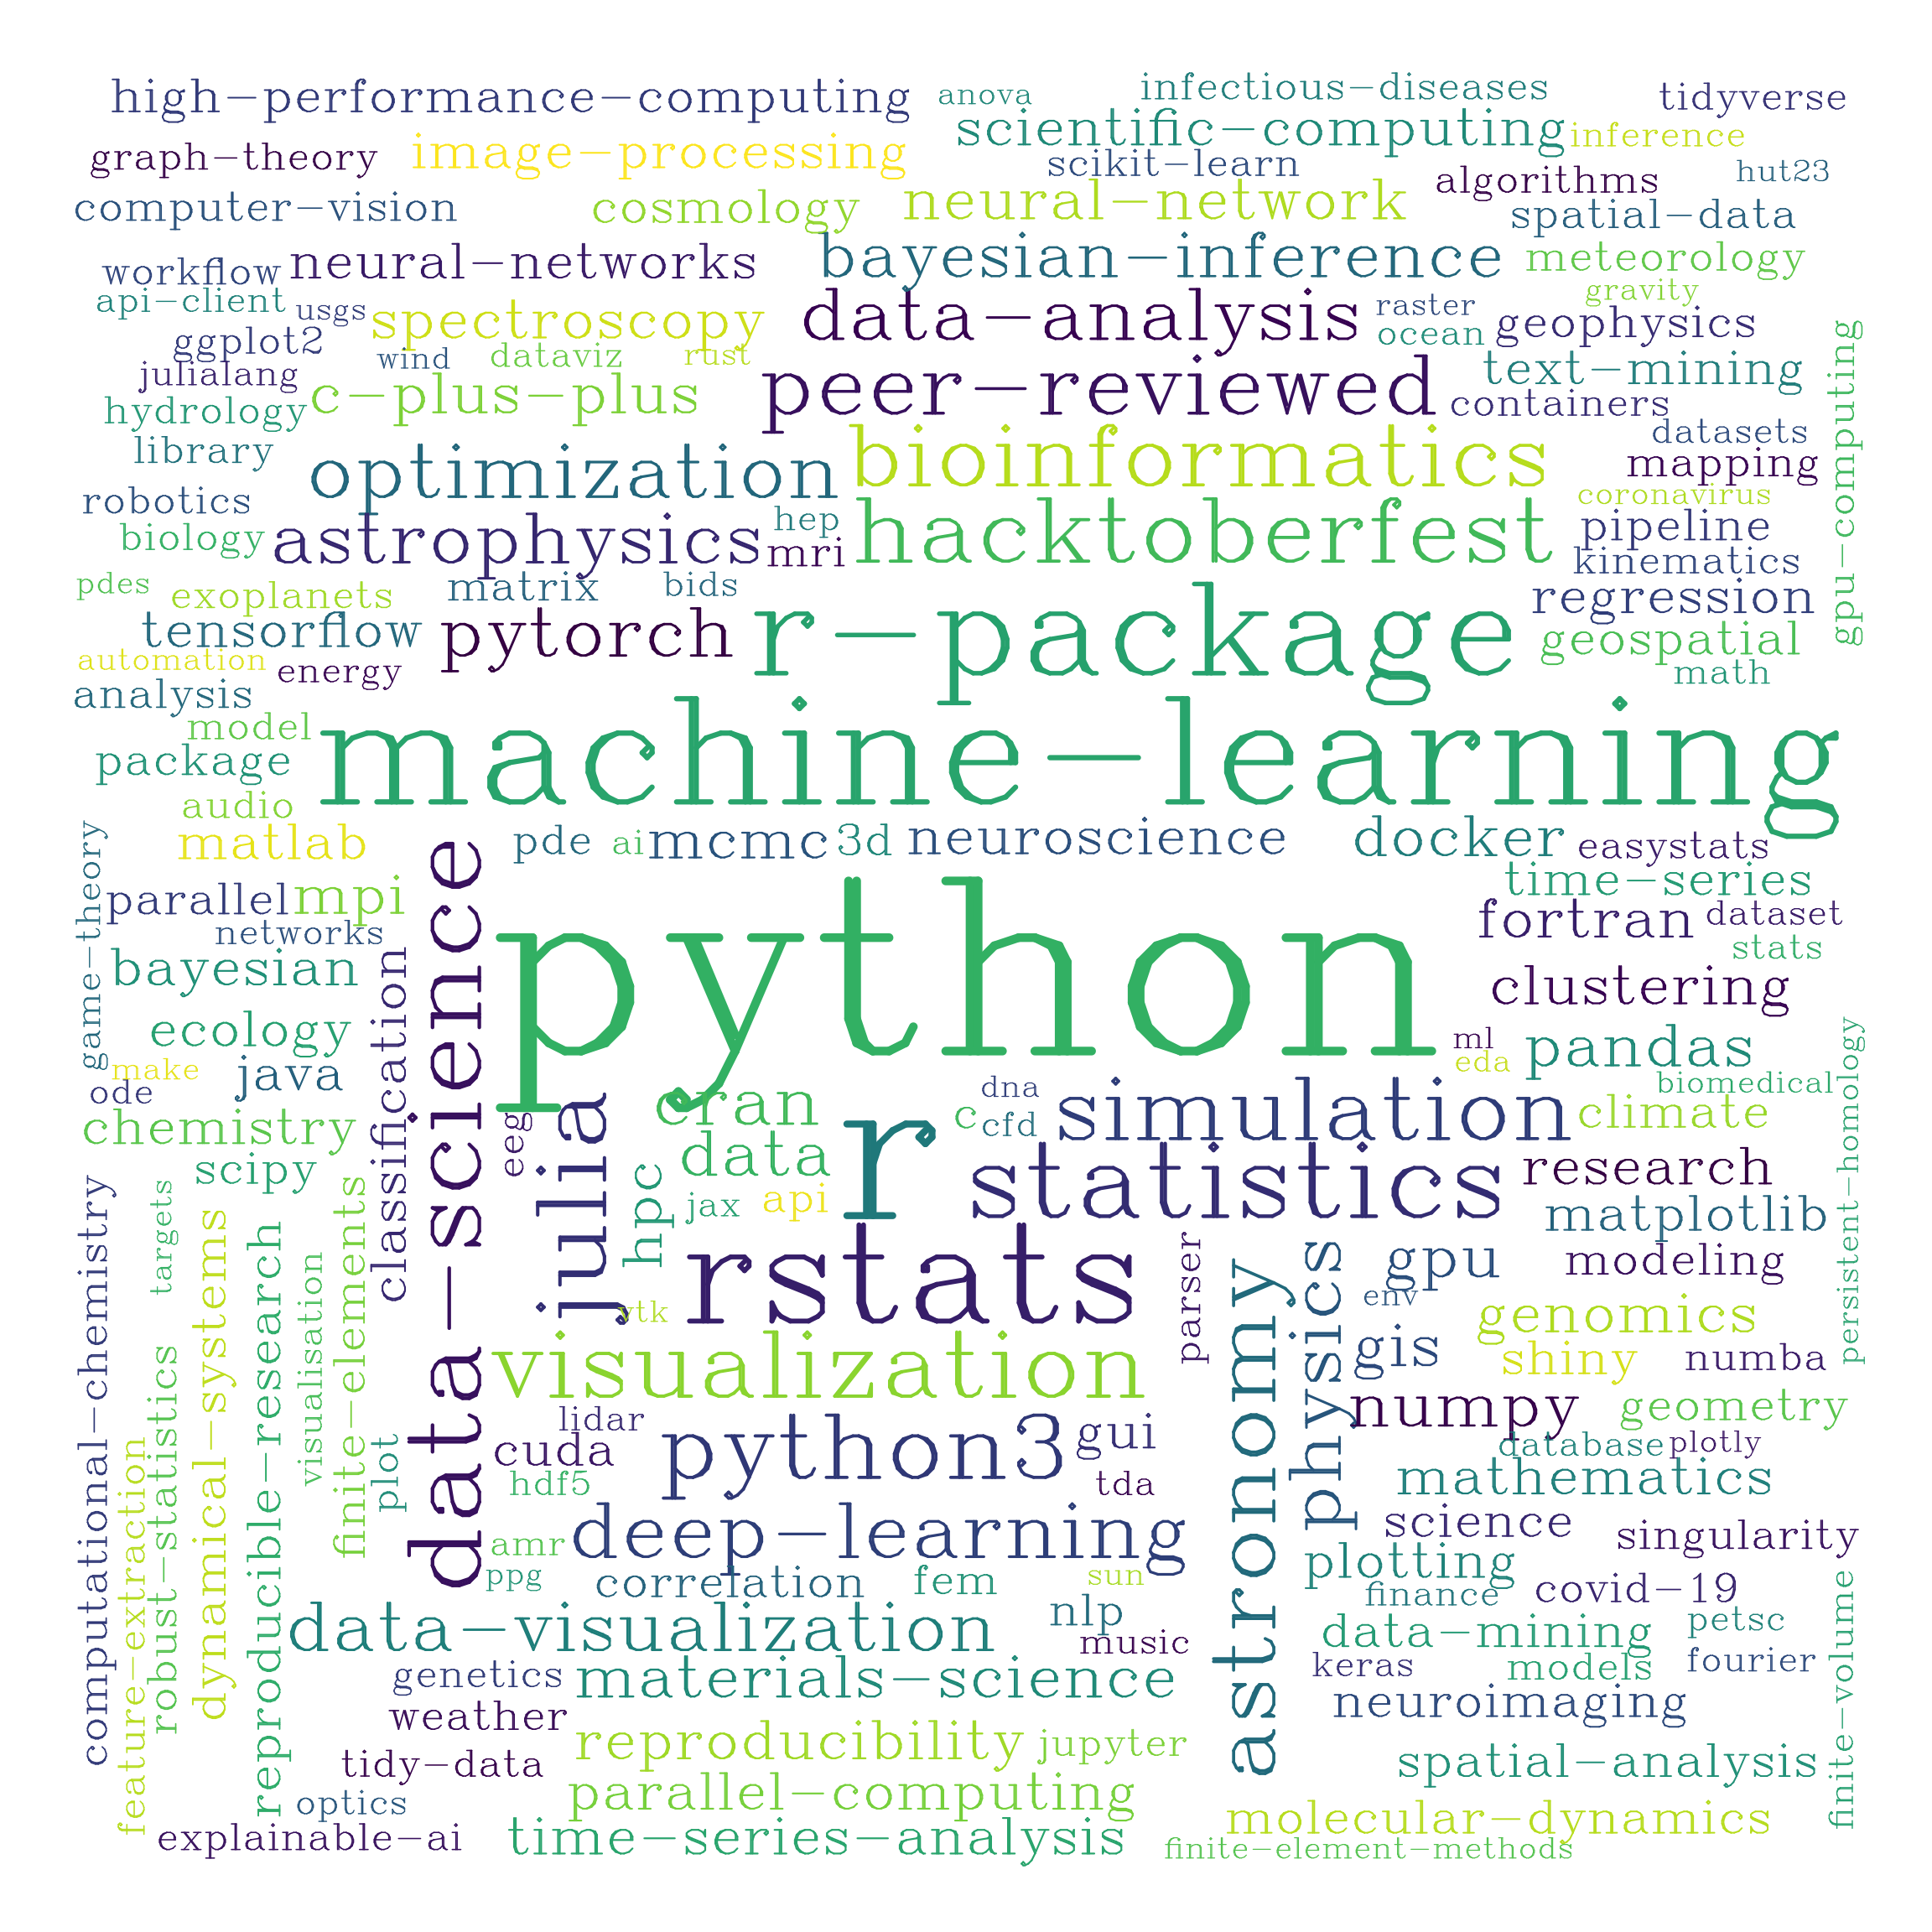 high-performance-computing
anova
infectious-diseases
tidyverse
scientific-computing
inference
graph-theory
image-processing
scikit-learn
algorithms
hut23
computer-vision
cosmology
neural-network
spatial-data
workflow
neural-networks
bayesian-inference
meteorology
api-client
usgs
spectroscopy
data-analysis
raster
ocean
gravity
geophysics
ggplot2
wind
dataviz
rust
julialang
c-plus-plus
peer-reviewed
text-mining
gpu-computing
hydrology
containers
library
optimization
bioinformatics
datasets
mapping
robotics
astrophysics
hep
hacktoberfest
coronavirus
pipeline
biology
mri
kinematics
pdes
exoplanets
matrix
bids
r-package
regression
tensorflow
pytorch
geospatial
automation
energy
math
analysis
model
machine-learning
package
audio
matlab
pde
ai
mcmc
3d
neuroscience
docker
easystats
game-theory
parallel
mpi
data-science
python
time-series
fortran
dataset
networks
stats
bayesian
classification
clustering
ecology
ml
pandas
make
java
eda
ode
dna
biomedical
persistent-homology
chemistry
eeg
julia
cran
r
c
cfd
simulation
climate
scipy
data
statistics
research
computational-chemistry
targets
dynamical-systems
reproducible-research
finite-elements
hpc
jax
api
matplotlib
visualisation
vtk
rstats
parser
astronomy
physics
gpu
modeling
env
genomics
visualization
gis
shiny
numba
robust-statistics
lidar
numpy
geometry
feature-extraction
plot
cuda
python3
gui
database
plotly
hdf5
tda
mathematics
amr
deep-learning
science
singularity
ppg
correlation
fem
sun
plotting
finance
covid-19
finite-volume
data-visualization
nlp
music
data-mining
petsc
genetics
materials-science
keras
models
fourier
weather
neuroimaging
reproducibility
jupyter
tidy-data
spatial-analysis
optics
parallel-computing
molecular-dynamics
explainable-ai
time-series-analysis
finite-element-methods